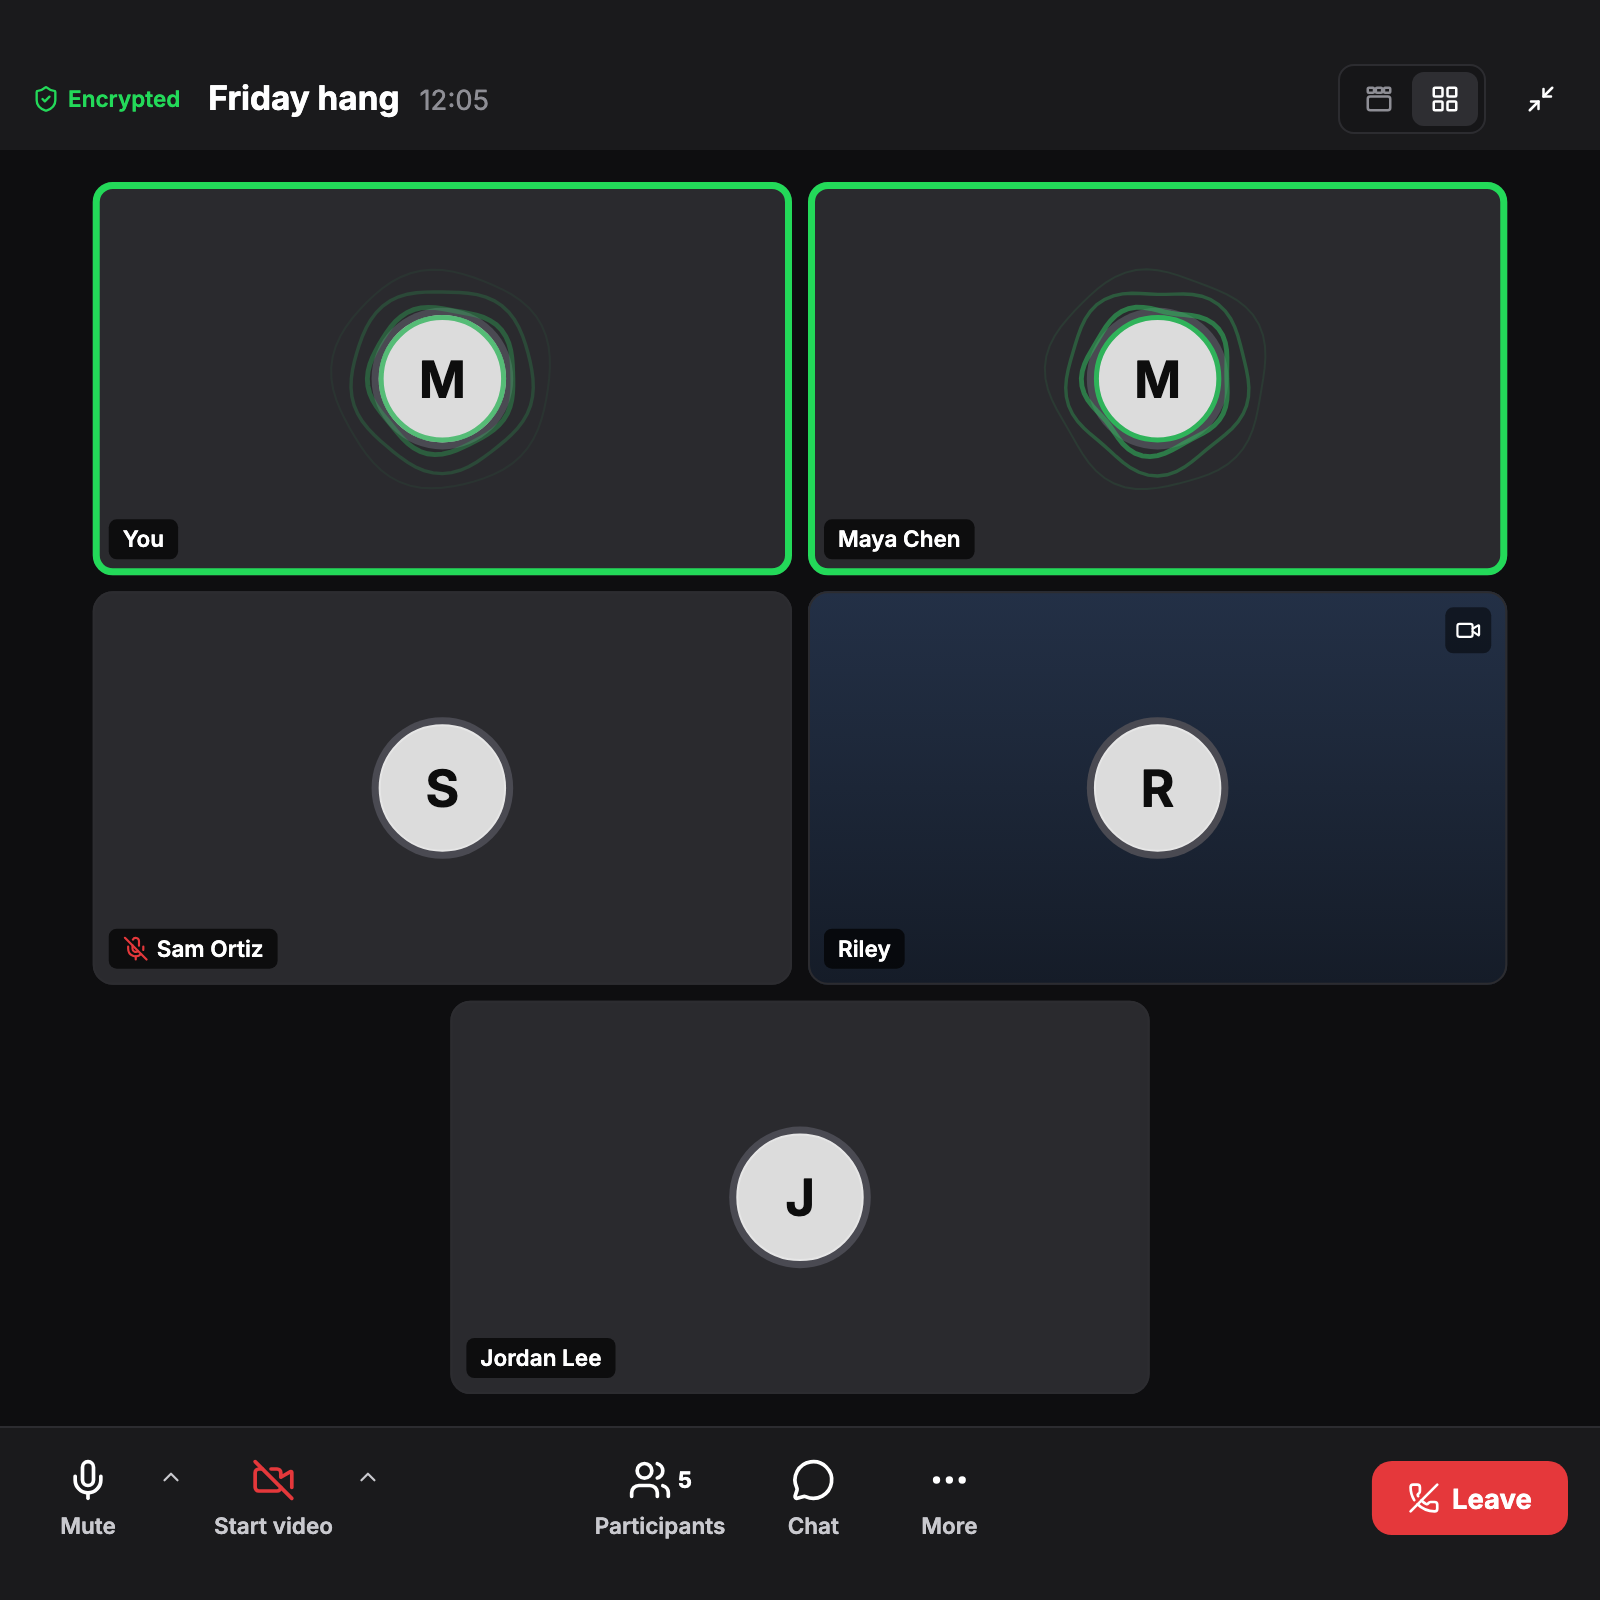 Encrypted Friday hang 12:05
M
You
M
Maya Chen
S
Sam Ortiz
R
Riley
J
Jordan Lee
Mute
Start video
5
Participants
Chat
More
Leave